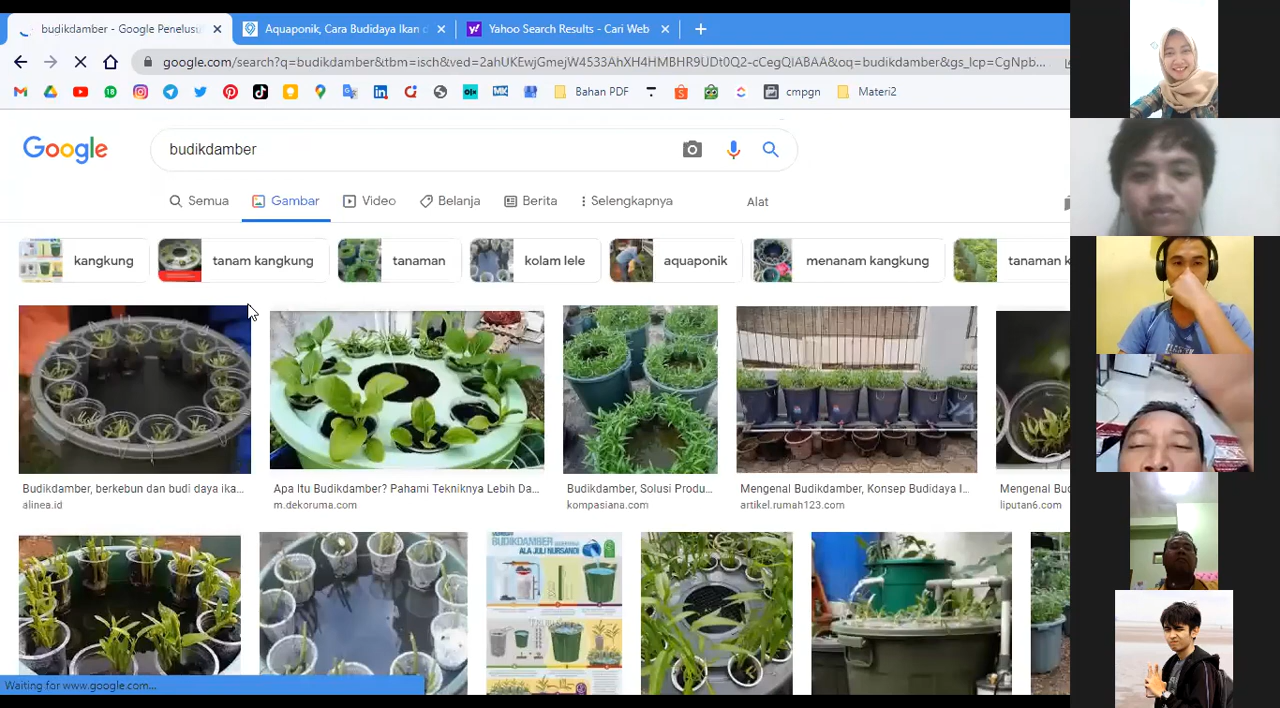 budikdamber - Google Penelusu
Aquaponik, Cara Budidaya Ikan d
Yahoo Search Results - Cari Web
google.com/search?q=budikdamber&tbm=isch&ved=2ahUKEwjGmejW4533AhXH4HMBHR9UDt0Q2-cCegQIABAA&oq=budikdamber&gs_lcp=CgNpb...
Bahan PDF
cmpgn
Materi2
Google
budikdamber
Semua
Gambar
Video
Belanja
Berita
Selengkapnya
Alat
kangkung
tanam kangkung
tanaman
kolam lele
aquaponik
menanam kangkung
tanaman k
Budikdamber, berkebun dan budi daya ika...
alinea.id
Apa Itu Budikdamber? Pahami Tekniknya Lebih Da...
m.dekoruma.com
Budikdamber, Solusi Produ...
kompasiana.com
Mengenal Budikdamber, Konsep Budidaya I...
artikel.rumah123.com
Mengenal Bud
liputan6.com
BUDIKDAMBER
ALA JULI NURSANDI
Waiting for www.google.com...